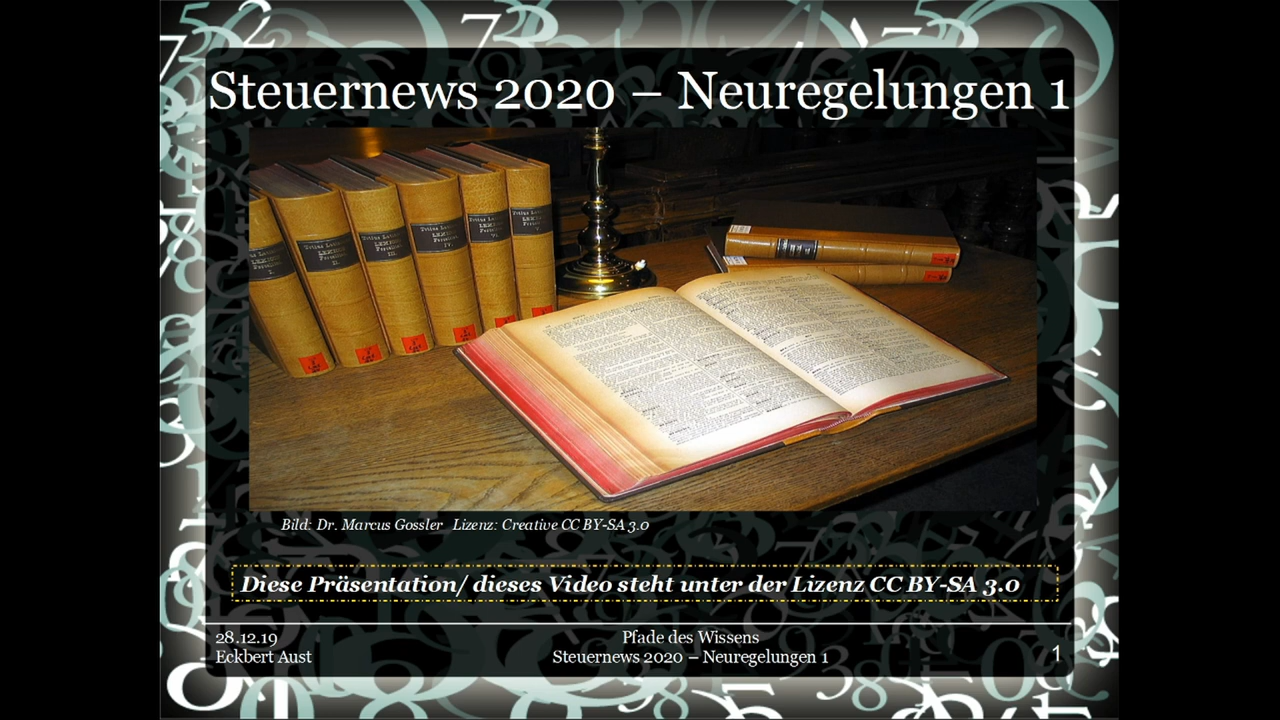 Steuernews 2020 – Neuregelungen 1
Bild: Dr. Marcus Gossler Lizenz: Creative CC BY-SA 3.0
Diese Präsentation/ dieses Video steht unter der Lizenz CC BY-SA 3.0
28.12.19
Eckbert Aust
Pfade des Wissens
Steuernews 2020 – Neuregelungen 1
1